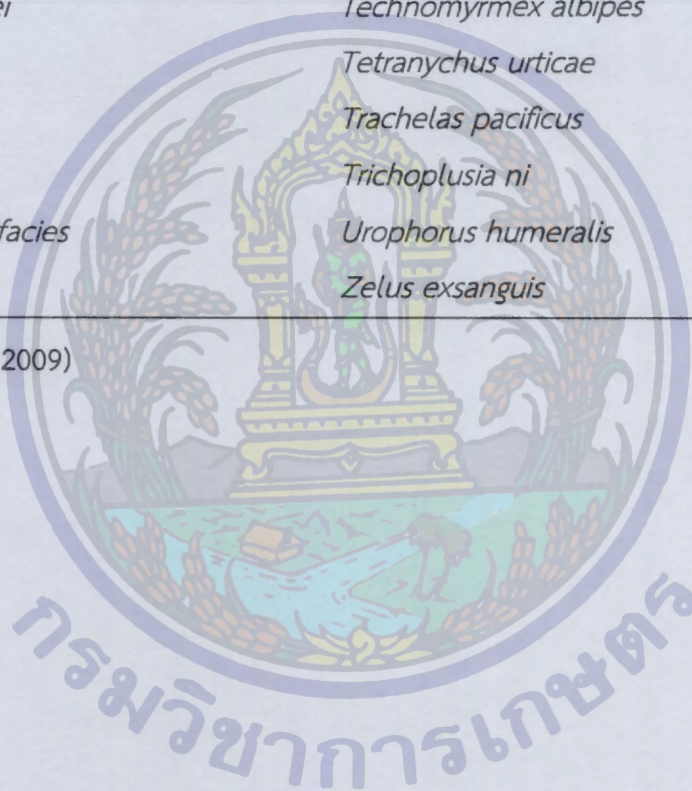 ei Technomyrmex albipes
Tetranychus urticae
Trachelas pacificus
Trichoplusia ni
facies Urophorus humeralis
Zelus exsanguis
2009)
กรมวิชาการเกษตร